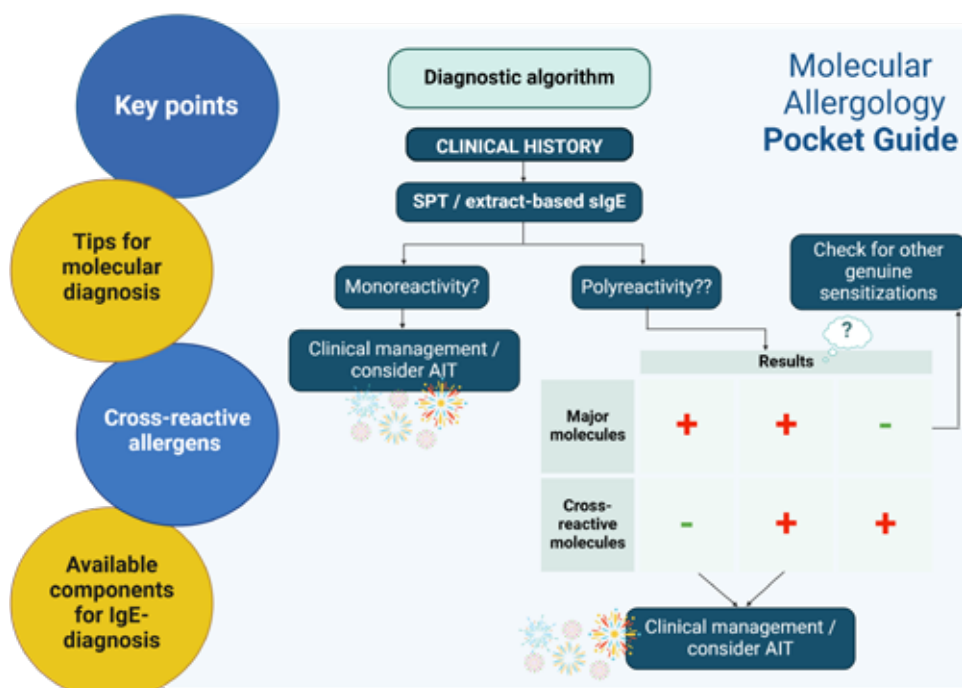 Key points
Tips for
molecular
diagnosis
Cross-reactive
allergens
Available
components
for IgE-
diagnosis
Diagnostic algorithm
Molecular
Allergology
Pocket Guide
CLINICAL HISTORY
SPT / extract-based sIgE
Monoreactivity?
Polyreactivity??
Check for other
genuine
sensitizations
Clinical management /
consider AIT
?
Results
Major
molecules
+ + -
Cross-
reactive
molecules
- + +
Clinical management /
consider AIT